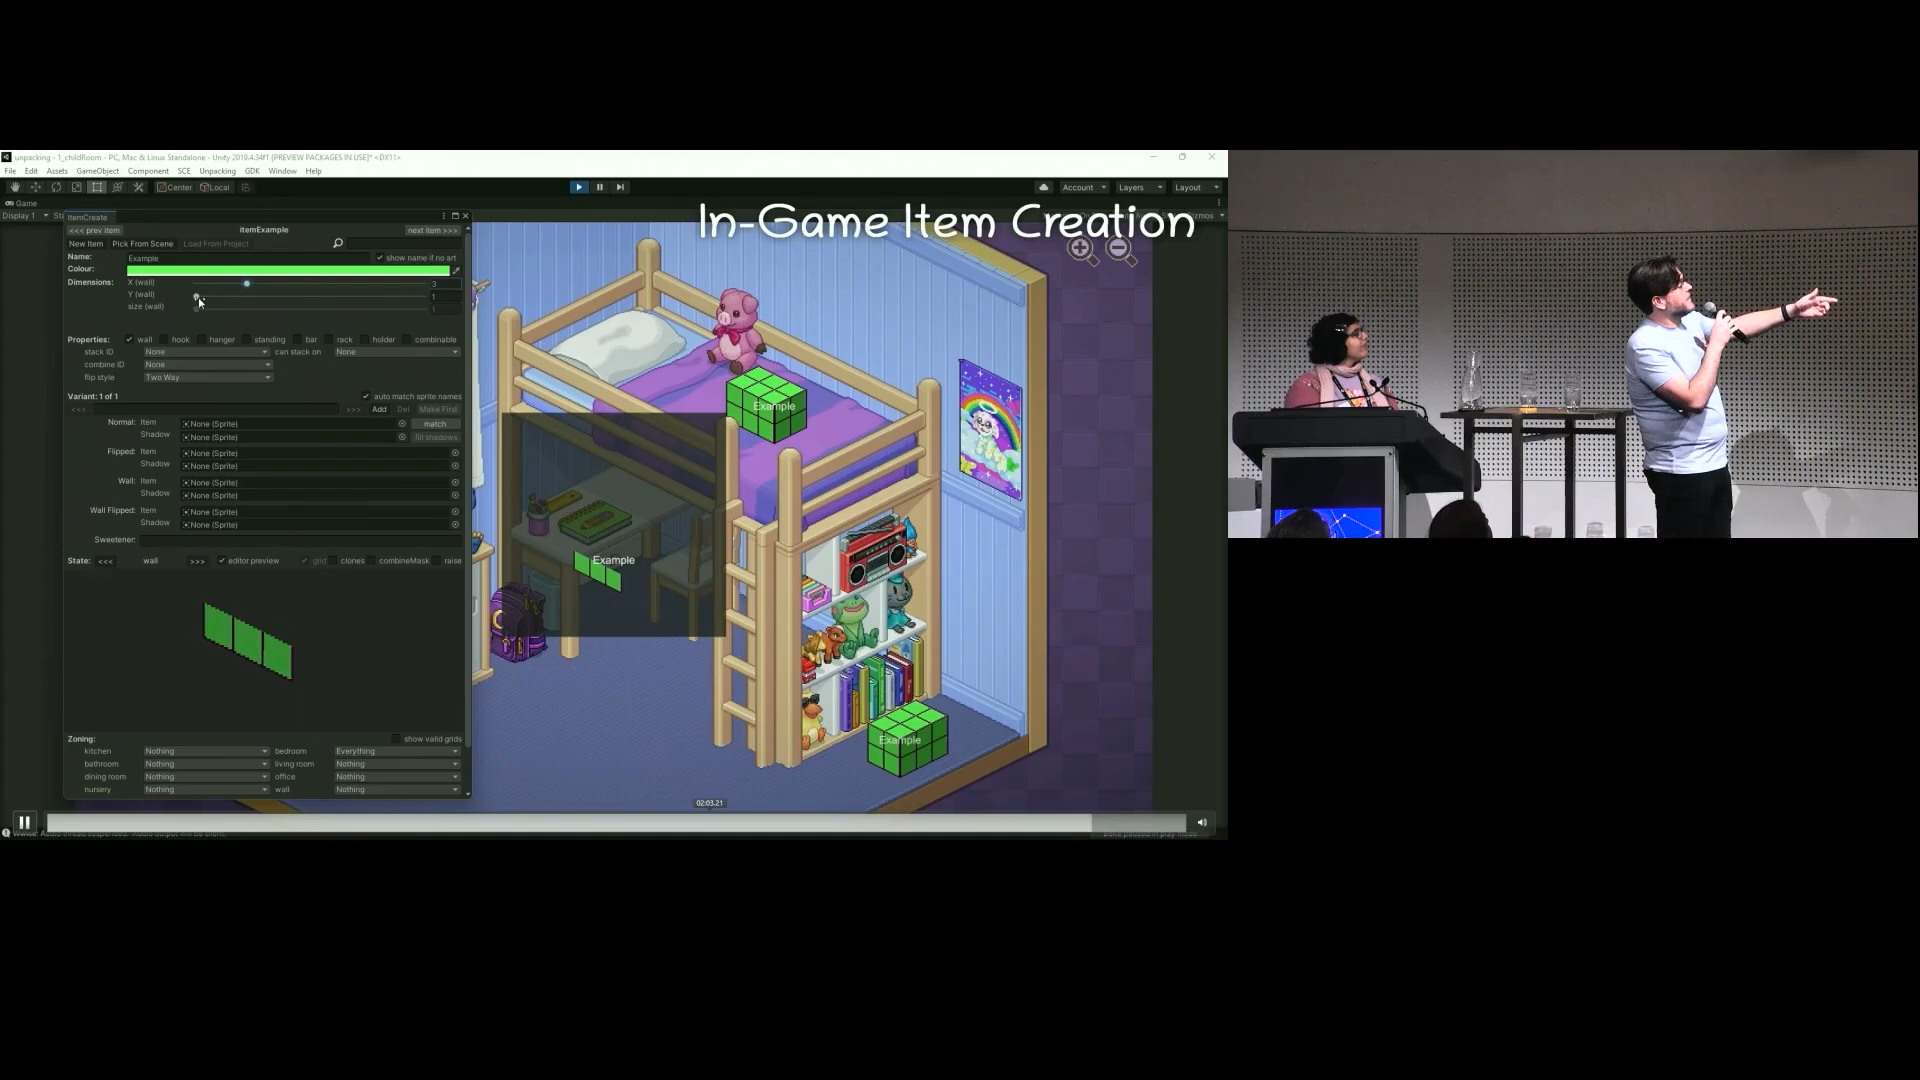 unpacking - 1_childRoom - PC, Mac & Linux Standalone - Unity 2019.4.34f1 [PREVIEW PACKAGES IN USE]* <DX11>
File Edit Assets GameObject Component SCE Unpacking GDK Window Help
Center Local Account Layers Layout
Game
Display 1
In-Game Item Creation
ItemCreate
<<< prev item itemExample next item >>>
New Item Pick From Scene Load From Project
Name: Example show name if no art
Colour:
Dimensions: X (wall) 3
Y (wall) 1
size (wall) 1
Properties: wall hook hanger standing bar rack holder combinable
stack ID None can stack on None
combine ID None
flip style Two Way
Variant: 1 of 1 auto match sprite names
<<< >>> Add Del Make First
Normal: Item None (Sprite) match
Shadow None (Sprite) fill shadows
Flipped: Item None (Sprite)
Shadow None (Sprite)
Wall: Item None (Sprite)
Shadow None (Sprite)
Wall Flipped: Item None (Sprite)
Shadow None (Sprite)
Sweetener:
State: <<< wall >>> editor preview grid clones combineMask raise
Zoning: show valid grids
kitchen Nothing bedroom Everything
bathroom Nothing living room Nothing
dining room Nothing office Nothing
nursery Nothing wall Nothing
Example
Example
Example
02:03.21